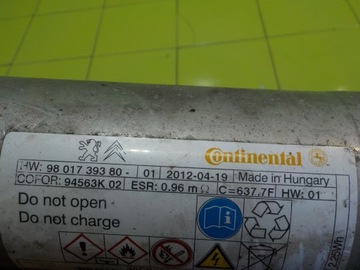 Continental
HW: 98 017 393 80 - 01 2012-04-19 Made in Hungary
COFOR: 94563K 02 ESR: 0.96 mΩ C=637.7F HW: 01
Do not open
Do not charge